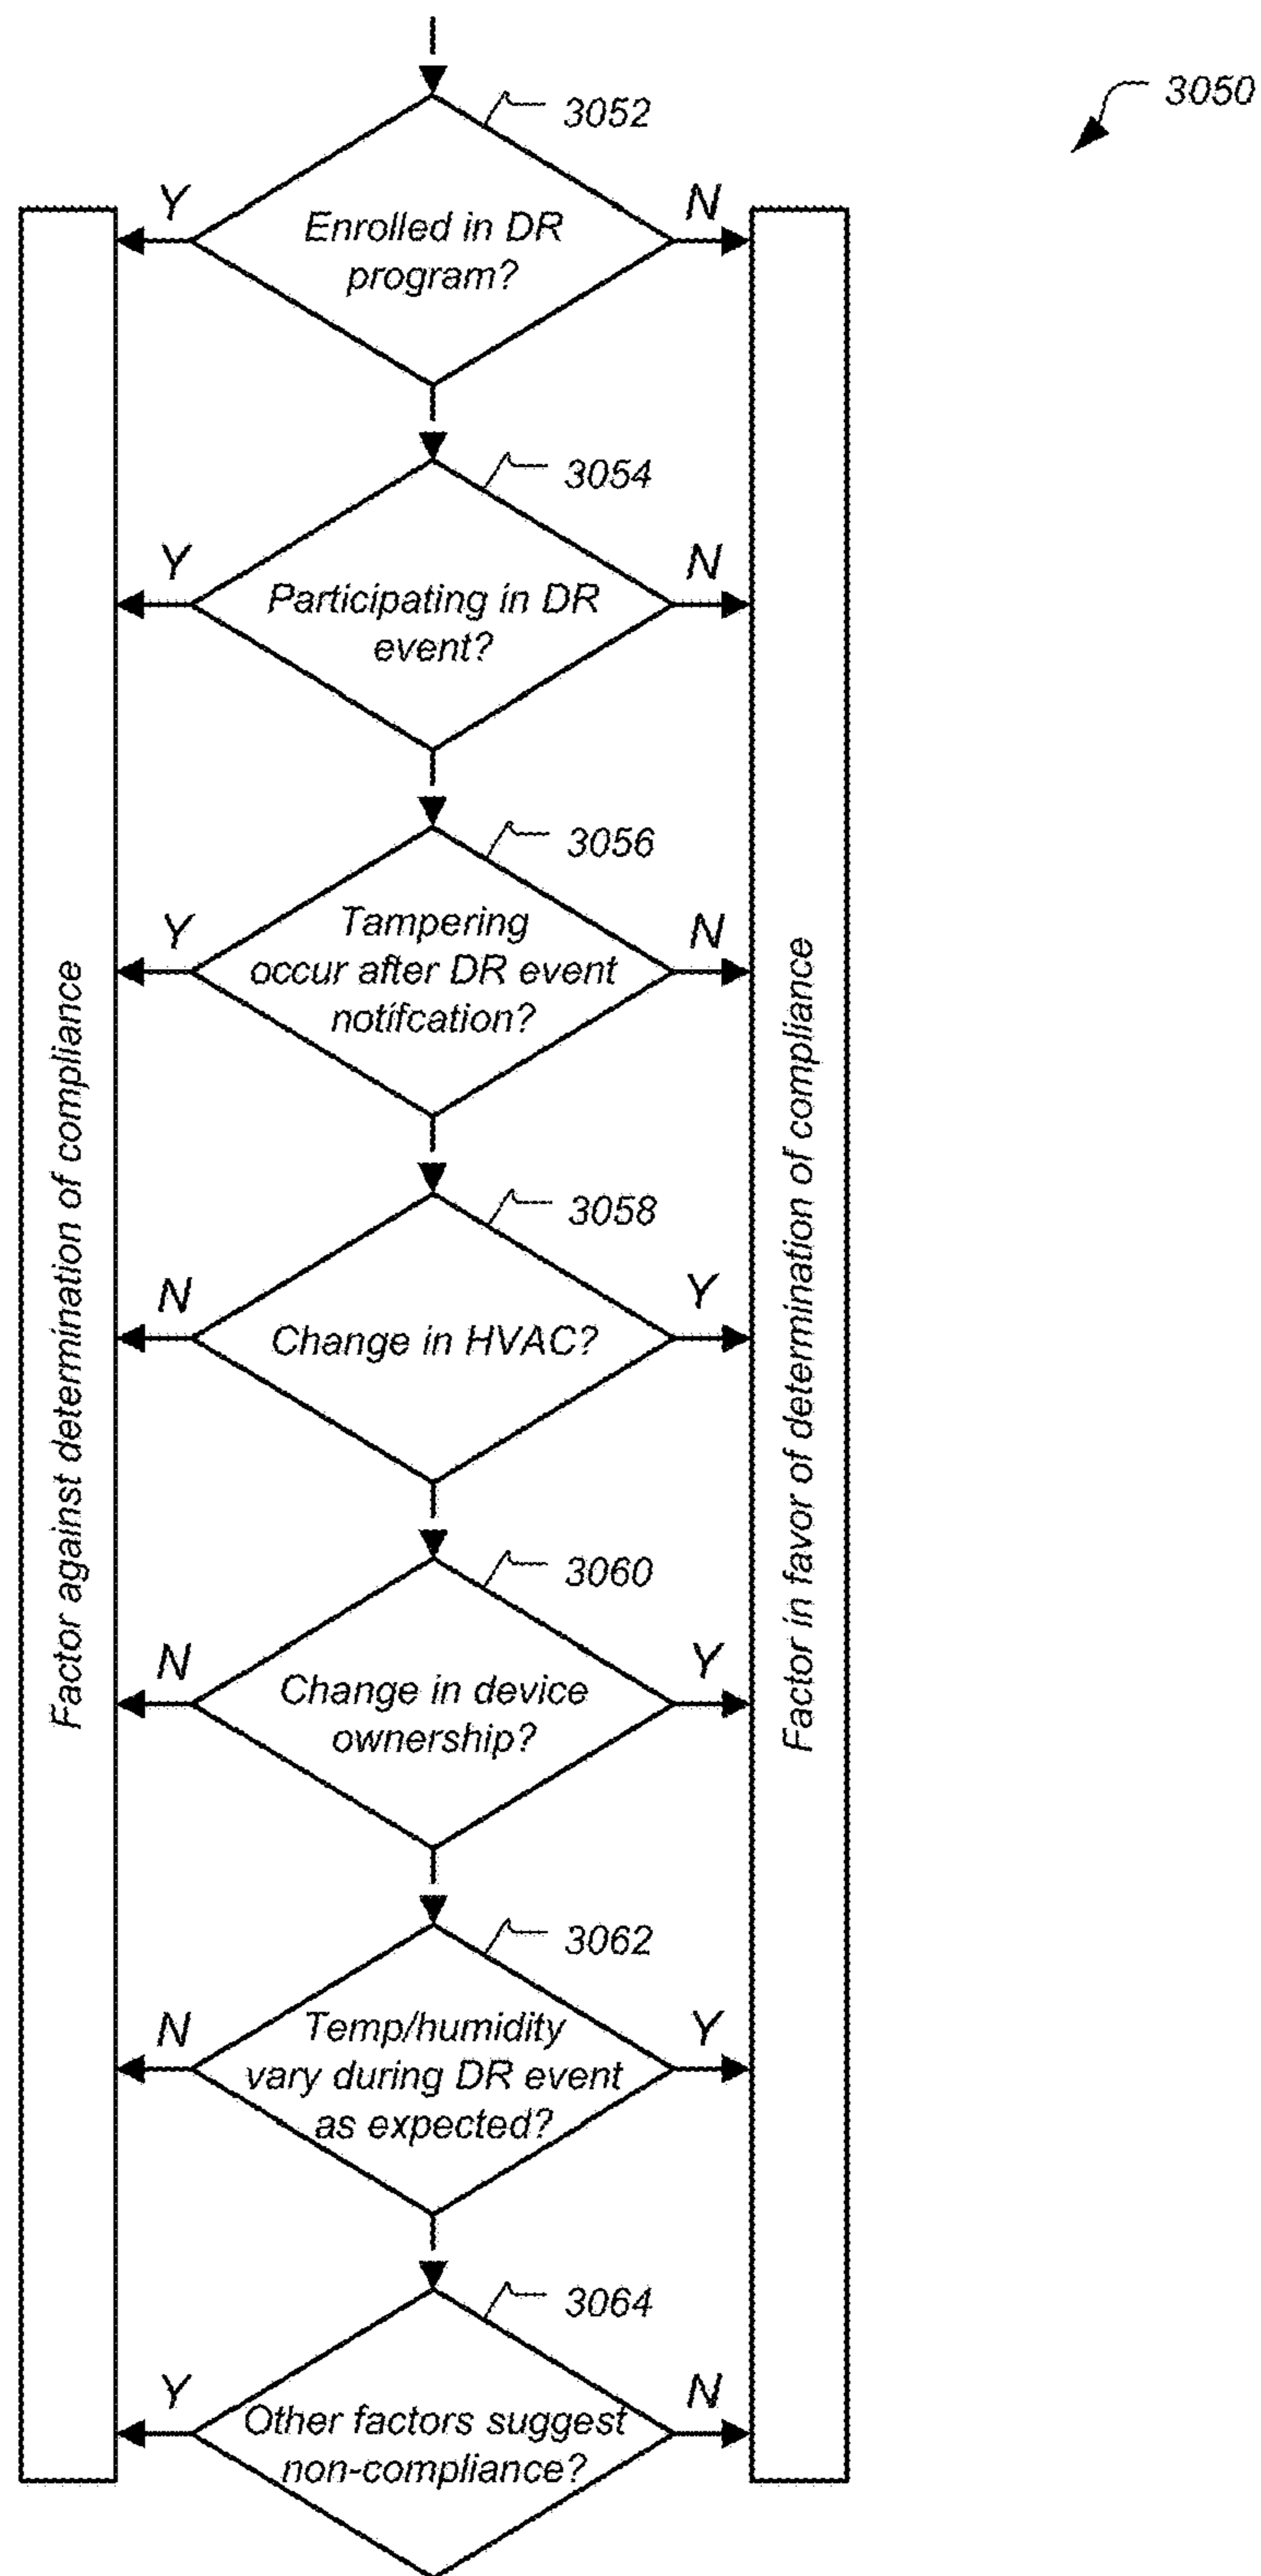 3050
3052
Y
N
Enrolled in DR
program?
3054
Y
N
Participating in DR
event?
3056
Y
N
Tampering
occur after DR event
notifcation?
3058
N
Y
Change in HVAC?
3060
N
Y
Change in device
ownership?
3062
N
Y
Temp/humidity
vary during DR event
as expected?
3064
Y
N
Other factors suggest
non-compliance?
Factor against determination of compliance
Factor in favor of determination of compliance